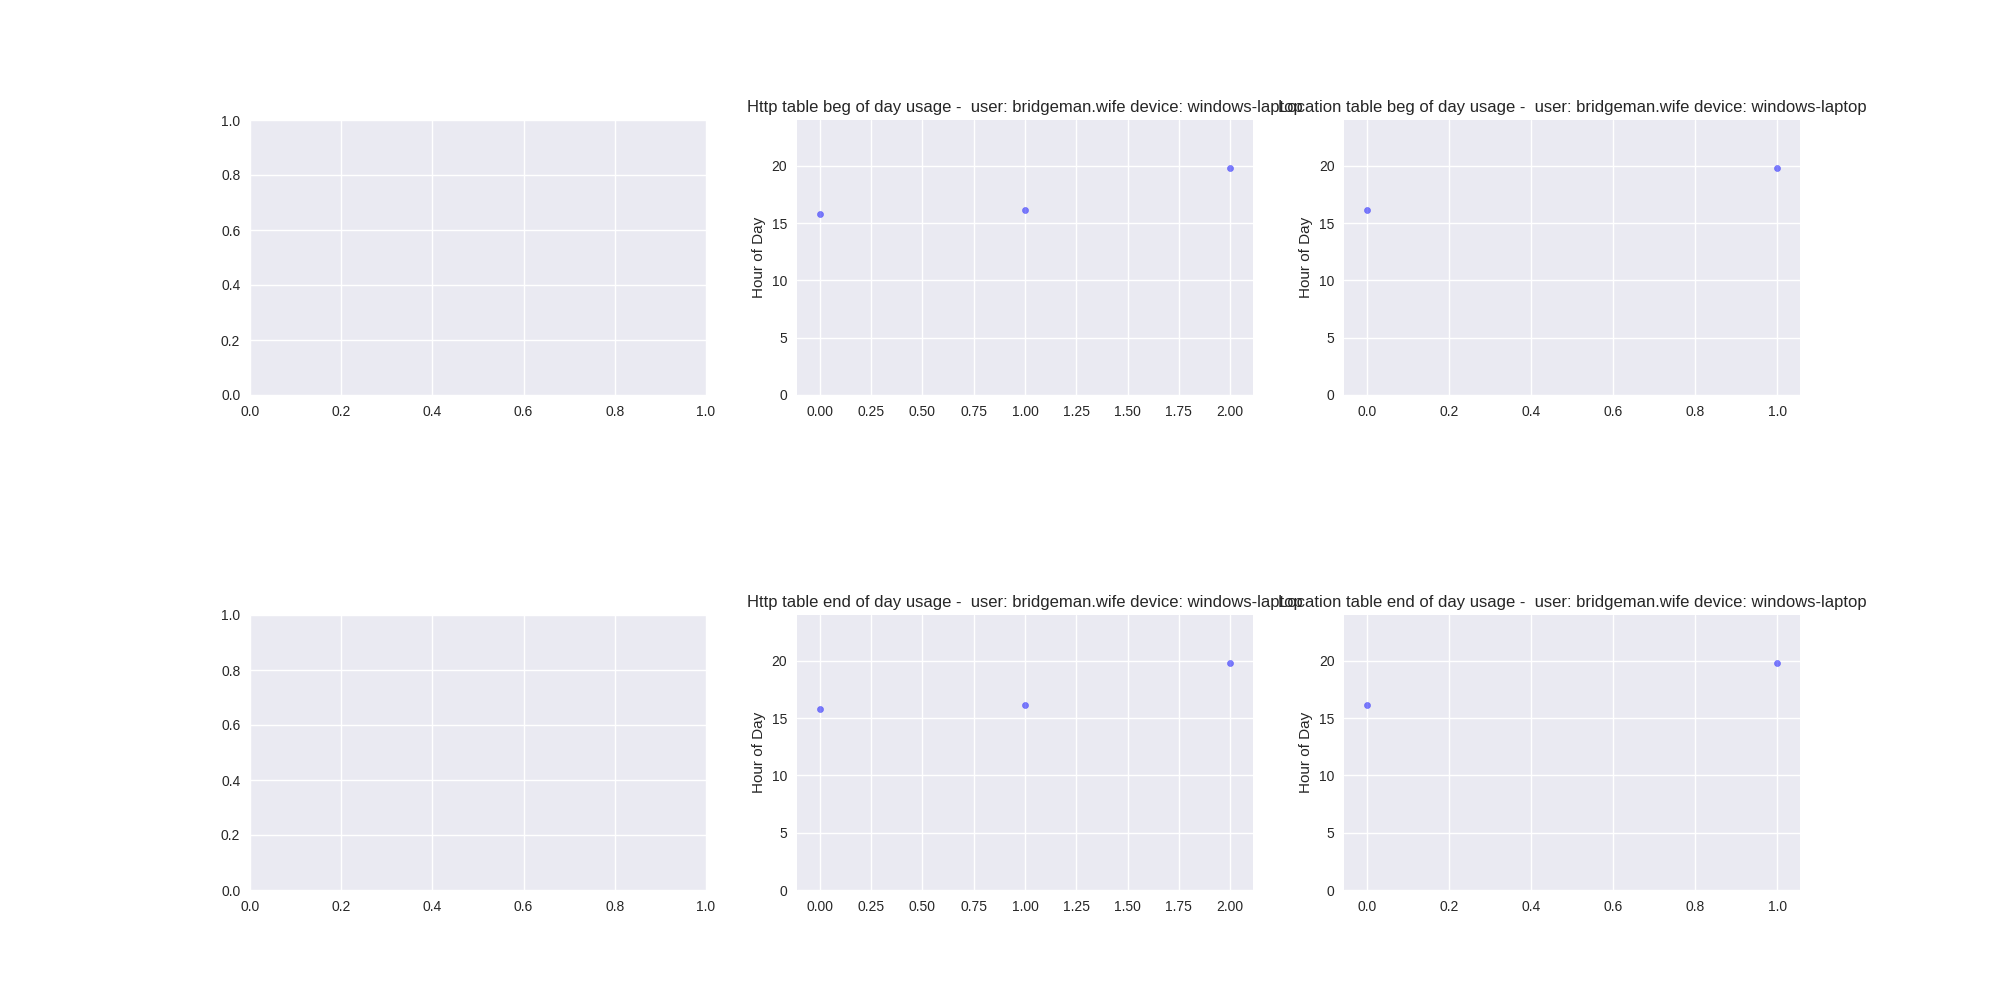 Http table beg of day usage -  user: bridgeman.wife device: windows-laptop
Location table beg of day usage -  user: bridgeman.wife device: windows-laptop
1.0
0.8
0.6
0.4
0.2
0.0
0.0 0.2 0.4 0.6 0.8 1.0
Hour of Day
20
15
10
5
0
0.00 0.25 0.50 0.75 1.00 1.25 1.50 1.75 2.00
Hour of Day
20
15
10
5
0
0.0 0.2 0.4 0.6 0.8 1.0
Http table end of day usage -  user: bridgeman.wife device: windows-laptop
Location table end of day usage -  user: bridgeman.wife device: windows-laptop
1.0
0.8
0.6
0.4
0.2
0.0
0.0 0.2 0.4 0.6 0.8 1.0
Hour of Day
20
15
10
5
0
0.00 0.25 0.50 0.75 1.00 1.25 1.50 1.75 2.00
Hour of Day
20
15
10
5
0
0.0 0.2 0.4 0.6 0.8 1.0